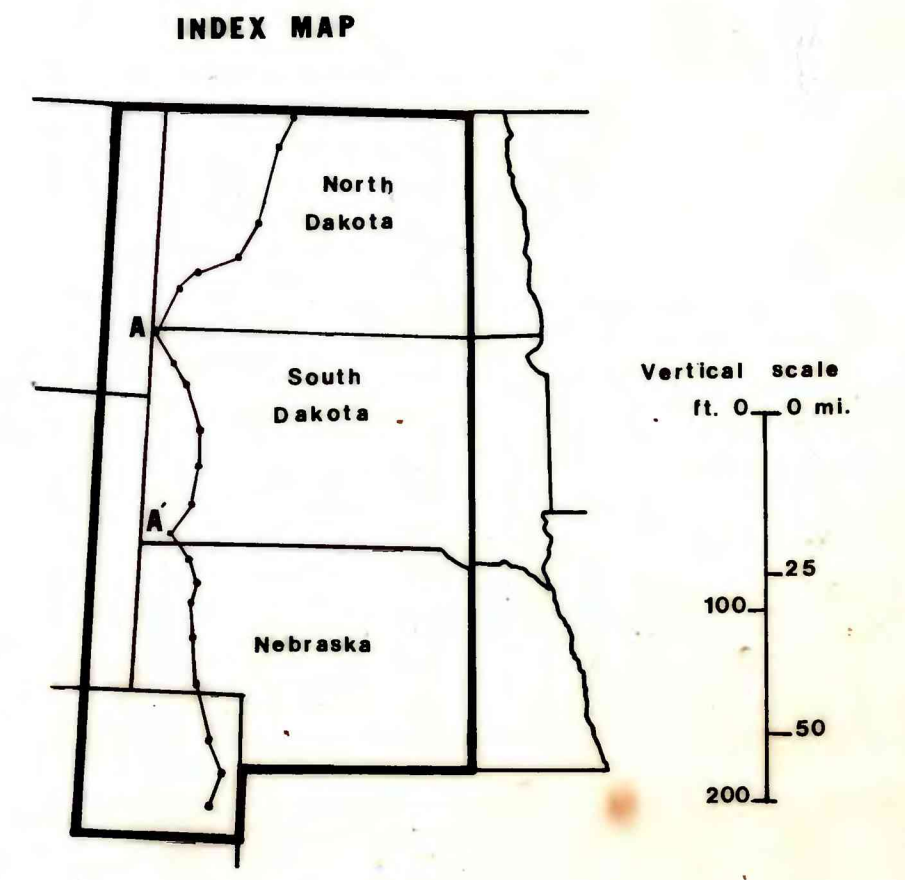 INDEX MAP
North
Dakota
A
South
Dakota
A′
Nebraska
Vertical scale
ft. 0 0 mi.
25
100
50
200